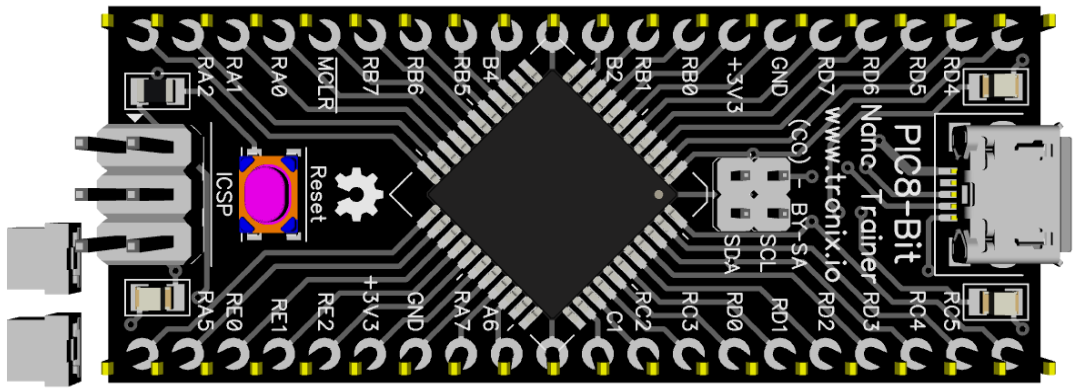 RA2
RA1
RA0
MCLR
RB7
RB6
RB5
B4
B2
RB1
RB0
+3V3
GND
RD7
RD6
RD5
RD4
ICSP
Reset
SDA
SCL
(CC) - BY-SA
www.tronix.io
Nano Trainer
PIC8-Bit
RA5
RE0
RE1
RE2
+3V3
GND
RA7
A6
C1
RC2
RC3
RD0
RD1
RD2
RD3
RC4
RC5